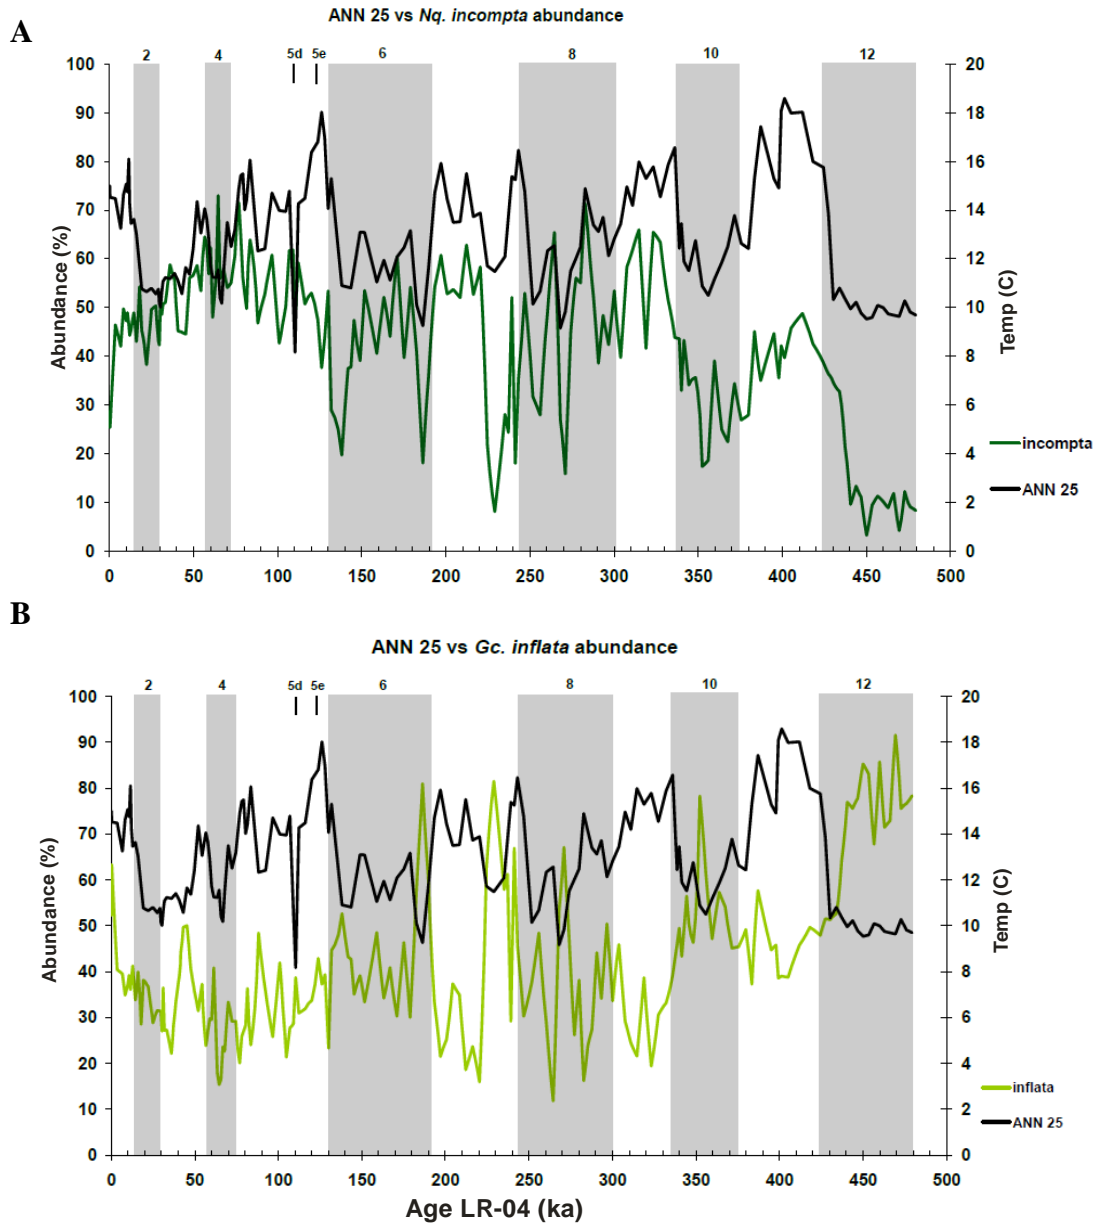 A
ANN 25 vs Nq. incompta abundance
2 4 5d 5e 6 8 10 12
100 20
90 18
80 16
70 14
60 12
50 10
40 8
30 6
20 4
10 2
0 0
Abundance (%)
Temp (C)
incompta
ANN 25
0 50 100 150 200 250 300 350 400 450 500
B
ANN 25 vs Gc. inflata abundance
2 4 5d 5e 6 8 10 12
100 20
90 18
80 16
70 14
60 12
50 10
40 8
30 6
20 4
10 2
0 0
Abundance (%)
Temp (C)
inflata
ANN 25
0 50 100 150 200 250 300 350 400 450 500
Age LR-04 (ka)